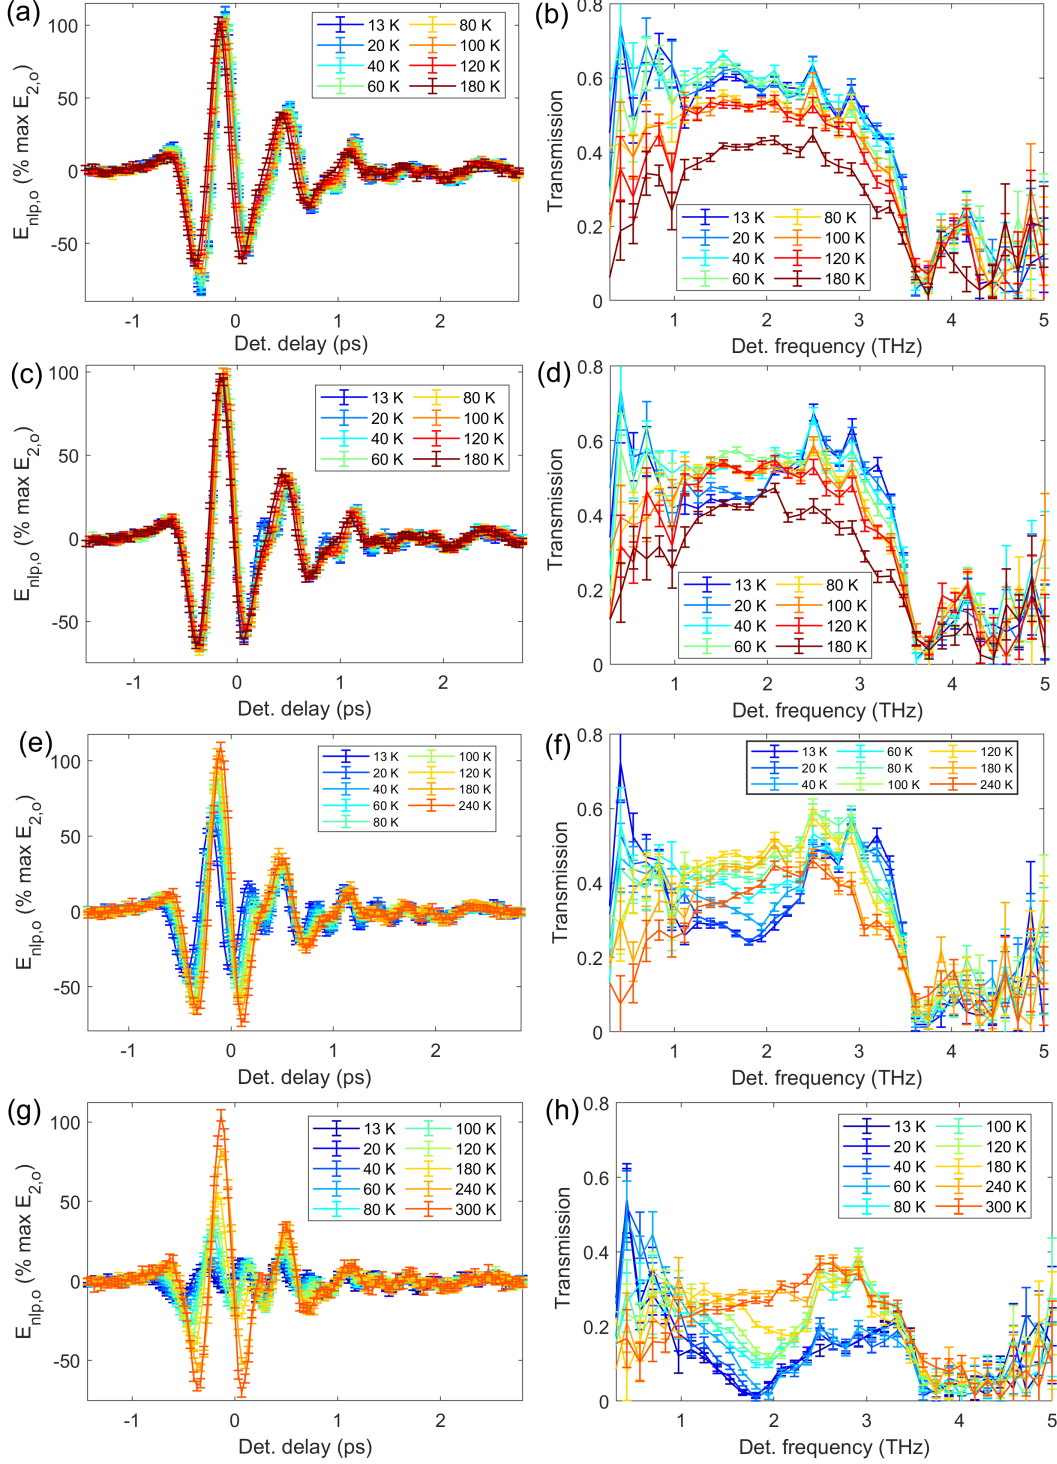 (a)
100
50
0
-50
E_nlp,o (% max E_2,o)
-1 0 1 2
Det. delay (ps)
13 K 80 K
20 K 100 K
40 K 120 K
60 K 180 K
(b)
0.8
0.6
0.4
0.2
0
Transmission
1 2 3 4 5
Det. frequency (THz)
13 K 80 K
20 K 100 K
40 K 120 K
60 K 180 K
(c)
100
50
0
-50
E_nlp,o (% max E_2,o)
-1 0 1 2
Det. delay (ps)
13 K 80 K
20 K 100 K
40 K 120 K
60 K 180 K
(d)
0.8
0.6
0.4
0.2
0
Transmission
1 2 3 4 5
Det. frequency (THz)
13 K 80 K
20 K 100 K
40 K 120 K
60 K 180 K
(e)
100
50
0
-50
E_nlp,o (% max E_2,o)
-1 0 1 2
Det. delay (ps)
13 K 100 K
20 K 120 K
40 K 180 K
60 K 240 K
80 K
(f)
0.8
0.6
0.4
0.2
0
Transmission
1 2 3 4 5
Det. frequency (THz)
13 K 60 K 120 K
20 K 80 K 180 K
40 K 100 K 240 K
(g)
100
50
0
-50
E_nlp,o (% max E_2,o)
-1 0 1 2
Det. delay (ps)
13 K 100 K
20 K 120 K
40 K 180 K
60 K 240 K
80 K 300 K
(h)
0.8
0.6
0.4
0.2
0
Transmission
1 2 3 4 5
Det. frequency (THz)
13 K 100 K
20 K 120 K
40 K 180 K
60 K 240 K
80 K 300 K